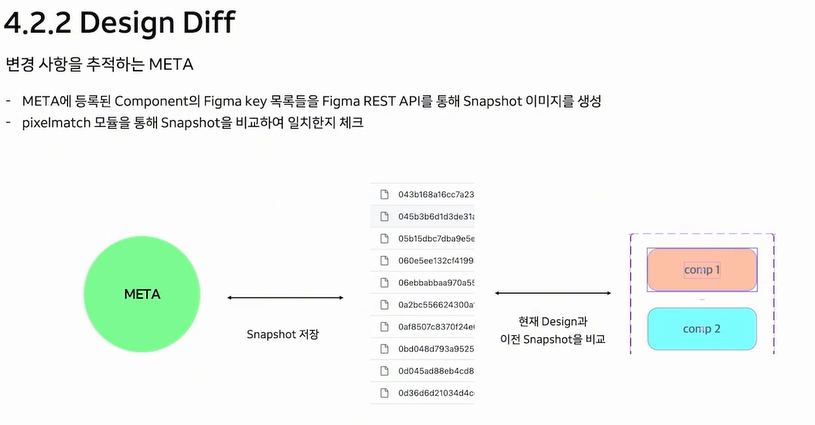 4.2.2 Design Diff
변경 사항을 추적하는 META
- META에 등록된 Component의 Figma key 목록들을 Figma REST API를 통해 Snapshot 이미지를 생성
- pixelmatch 모듈을 통해 Snapshot을 비교하여 일치한지 체크
META
Snapshot 저장
043b168a16cc7a23
045b3b6d1d3de31a
05b15dbc7dba9e5e
060e5ee132cf4199
06ebbabbaa970a55
0a2bc556624300a
0af8507c8370f24e
0bd048d793a9525
0d045ad88eb4cd8
0d36d6d21034d4c
현재 Design과
이전 Snapshot을 비교
comp 1
comp 2